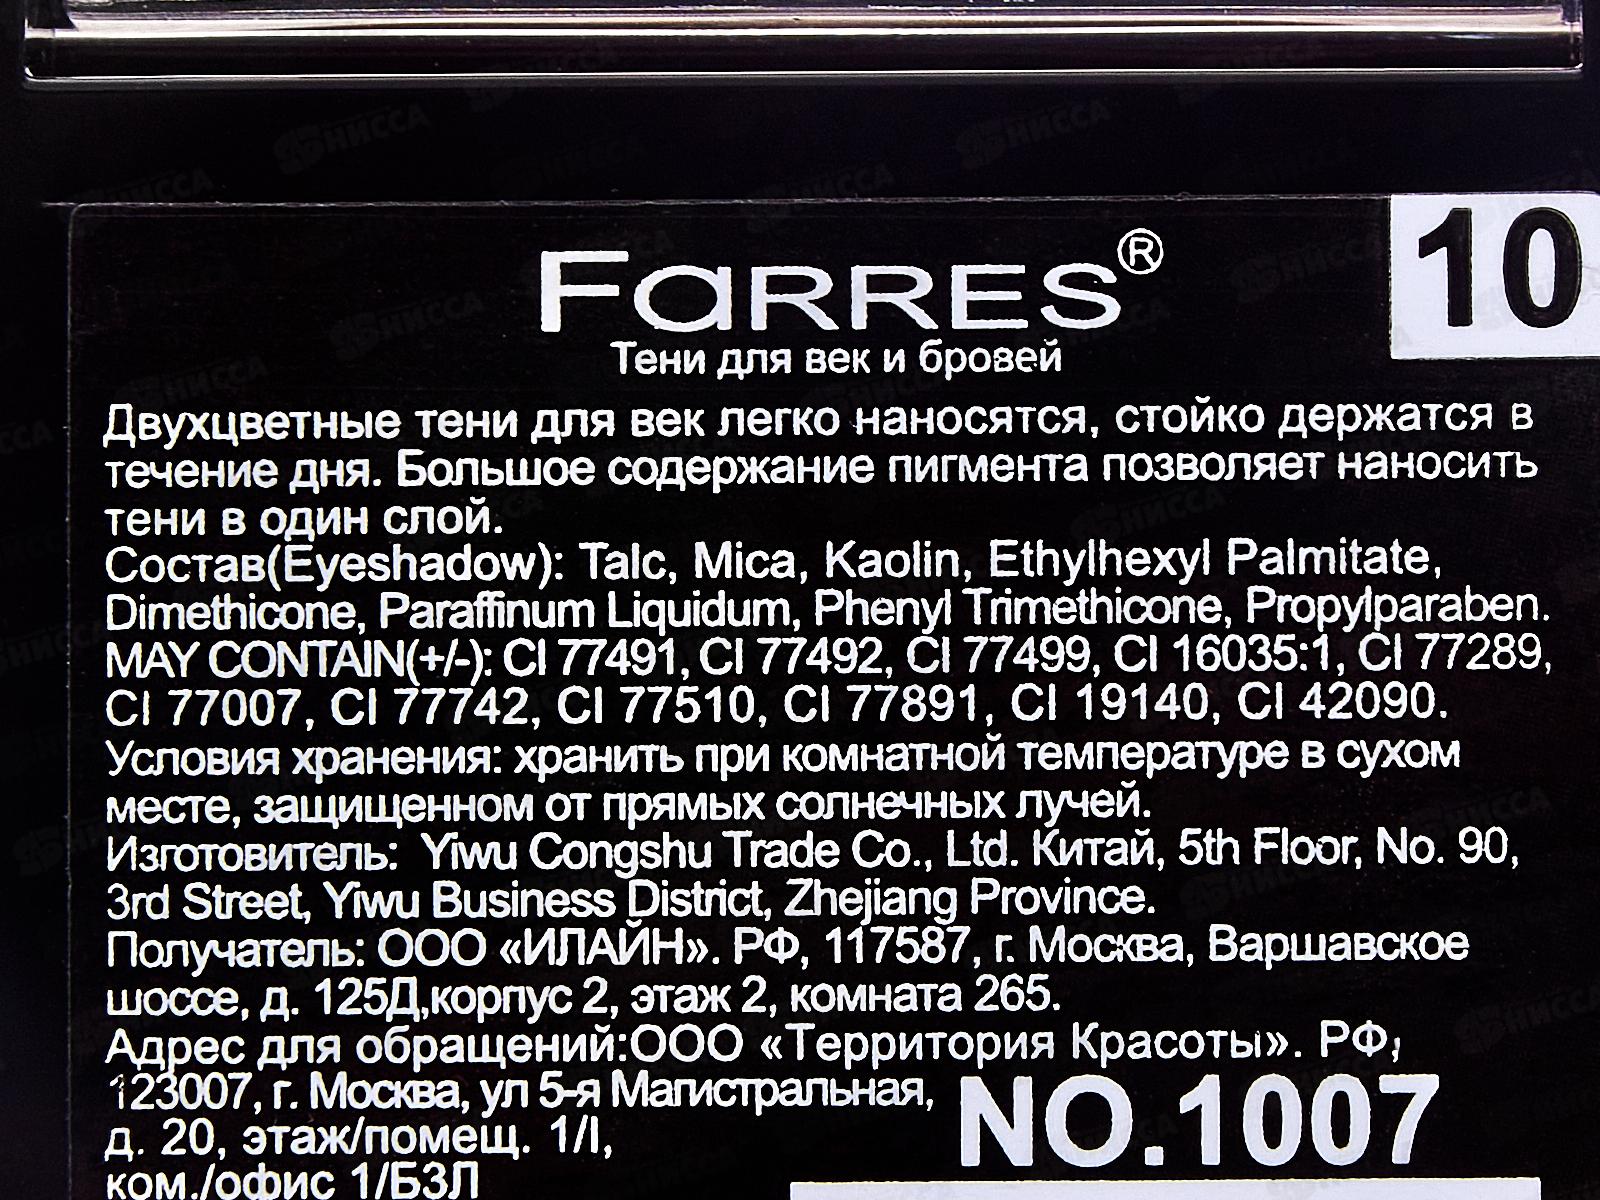 FARRES®
10
Тени для век и бровей
Двухцветные тени для век легко наносятся, стойко держатся в
течение дня. Большое содержание пигмента позволяет наносить
тени в один слой.
Состав(Eyeshadow): Talc, Mica, Kaolin, Ethylhexyl Palmitate,
Dimethicone, Paraffinum Liquidum, Phenyl Trimethicone, Propylparaben.
MAY CONTAIN(+/-): CI 77491, CI 77492, CI 77499, CI 16035:1, CI 77289,
CI 77007, CI 77742, CI 77510, CI 77891, CI 19140, CI 42090.
Условия хранения: хранить при комнатной температуре в сухом
месте, защищенном от прямых солнечных лучей.
Изготовитель: Yiwu Congshu Trade Co., Ltd. Китай, 5th Floor, No. 90,
3rd Street, Yiwu Business District, Zhejiang Province.
Получатель: ООО «ИЛАЙН». РФ, 117587, г. Москва, Варшавское
шоссе, д. 125Д,корпус 2, этаж 2, комната 265.
Адрес для обращений:ООО «Территория Красоты». РФ,
123007, г. Москва, ул 5-я Магистральная,
д. 20, этаж/помещ. 1/I,
ком./офис 1/Б3Л
NO.1007